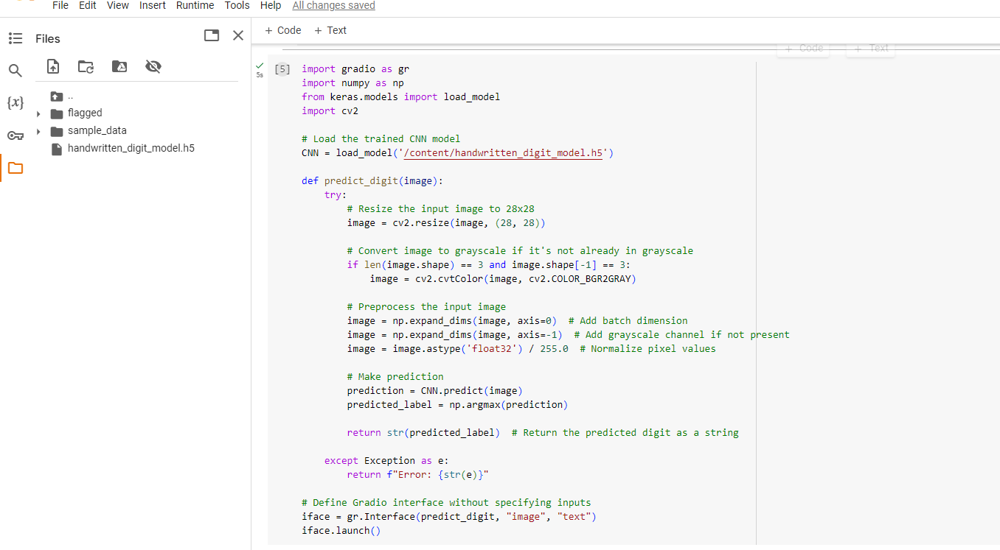 File Edit View Insert Runtime Tools Help All changes saved
Files
+ Code + Text
+ Code + Text
..
flagged
sample_data
handwritten_digit_model.h5
{x}
5s
[5]
import gradio as gr
import numpy as np
from keras.models import load_model
import cv2
# Load the trained CNN model
CNN = load_model('/content/handwritten_digit_model.h5')
def predict_digit(image):
    try:
        # Resize the input image to 28x28
        image = cv2.resize(image, (28, 28))
        # Convert image to grayscale if it's not already in grayscale
        if len(image.shape) == 3 and image.shape[-1] == 3:
            image = cv2.cvtColor(image, cv2.COLOR_BGR2GRAY)
        # Preprocess the input image
        image = np.expand_dims(image, axis=0)  # Add batch dimension
        image = np.expand_dims(image, axis=-1)  # Add grayscale channel if not present
        image = image.astype('float32') / 255.0  # Normalize pixel values
        # Make prediction
        prediction = CNN.predict(image)
        predicted_label = np.argmax(prediction)
        return str(predicted_label)  # Return the predicted digit as a string
    except Exception as e:
        return f"Error: {str(e)}"
# Define Gradio interface without specifying inputs
iface = gr.Interface(predict_digit, "image", "text")
iface.launch()